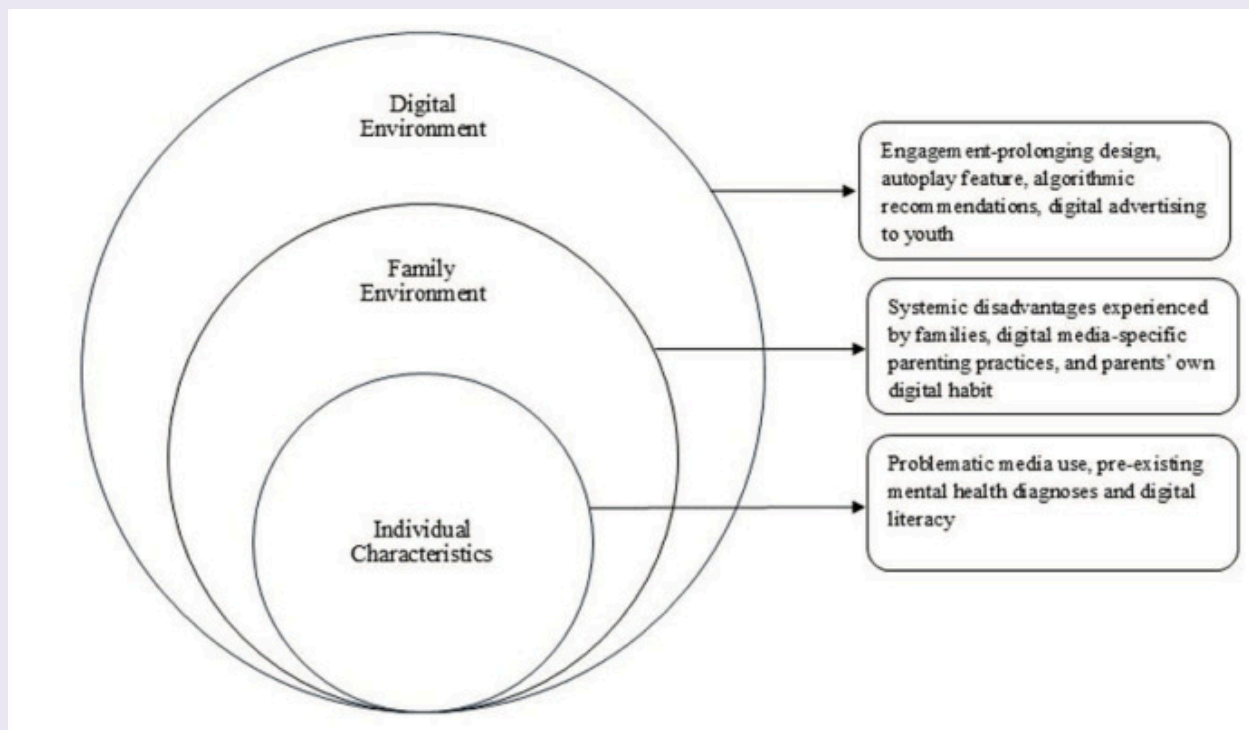 Digital
Environment
Engagement-prolonging design,
autoplay feature, algorithmic
recommendations, digital advertising
to youth
Family
Environment
Systemic disadvantages experienced
by families, digital media-specific
parenting practices, and parents’ own
digital habit
Individual
Characteristics
Problematic media use, pre-existing
mental health diagnoses and digital
literacy